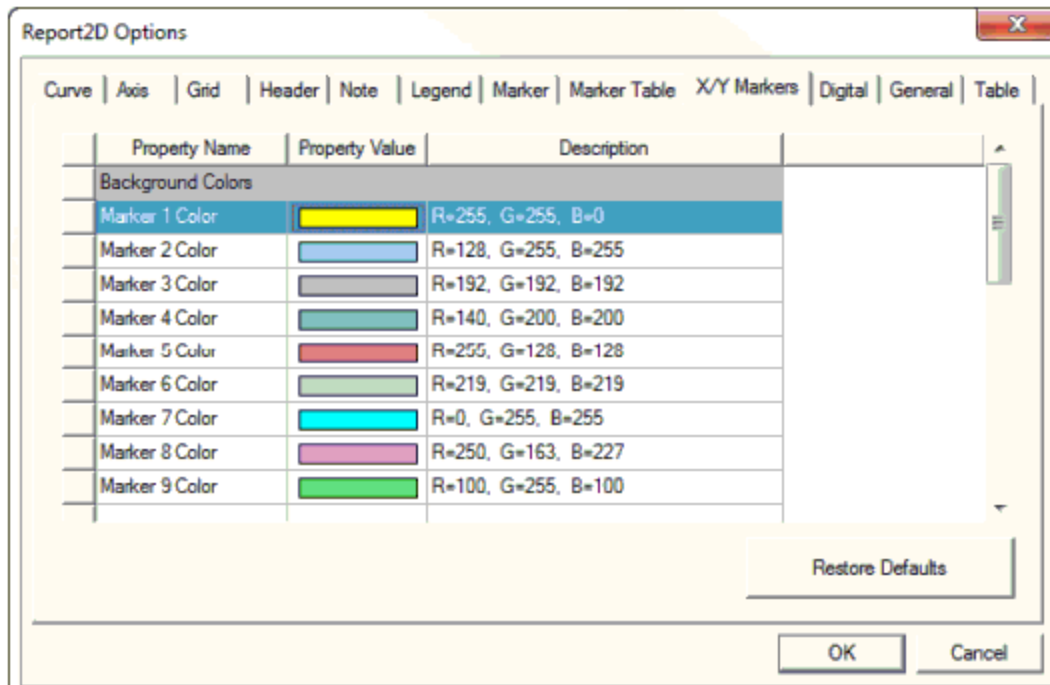 Report2D Options
Curve Axis Grid Header Note Legend Marker Marker Table X/Y Markers Digital General Table
Property Name Property Value Description
Background Colors
Marker 1 Color R=255, G=255, B=0
Marker 2 Color R=128, G=255, B=255
Marker 3 Color R=192, G=192, B=192
Marker 4 Color R=140, G=200, B=200
Marker 5 Color R=255, G=128, B=128
Marker 6 Color R=219, G=219, B=219
Marker 7 Color R=0, G=255, B=255
Marker 8 Color R=250, G=163, B=227
Marker 9 Color R=100, G=255, B=100
Restore Defaults
OK Cancel